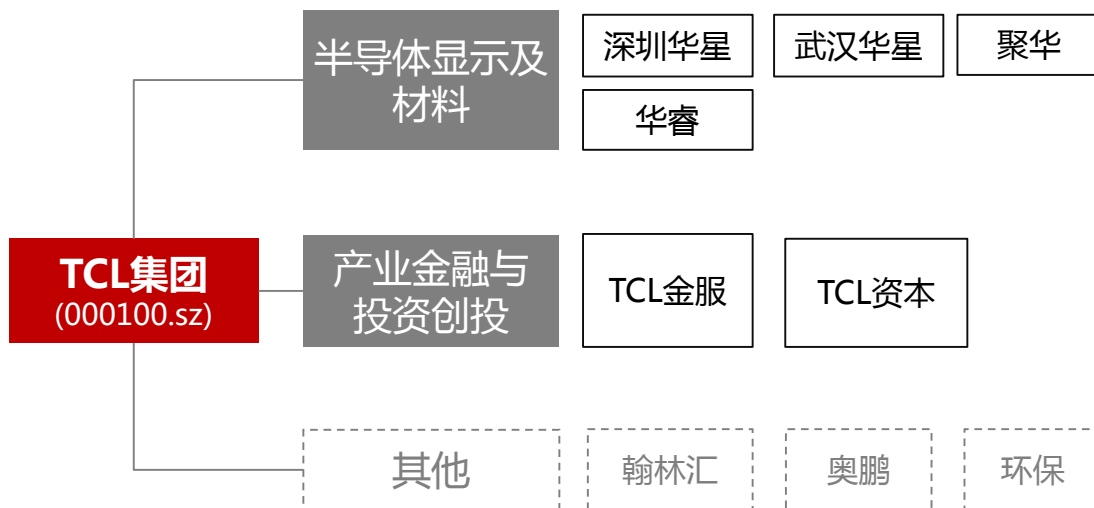 半导体显示及
材料
深圳华星
武汉华星
聚华
华睿
TCL集团
(000100.sz)
产业金融与
投资创投
TCL金服
TCL资本
其他
翰林汇
奥鹏
环保